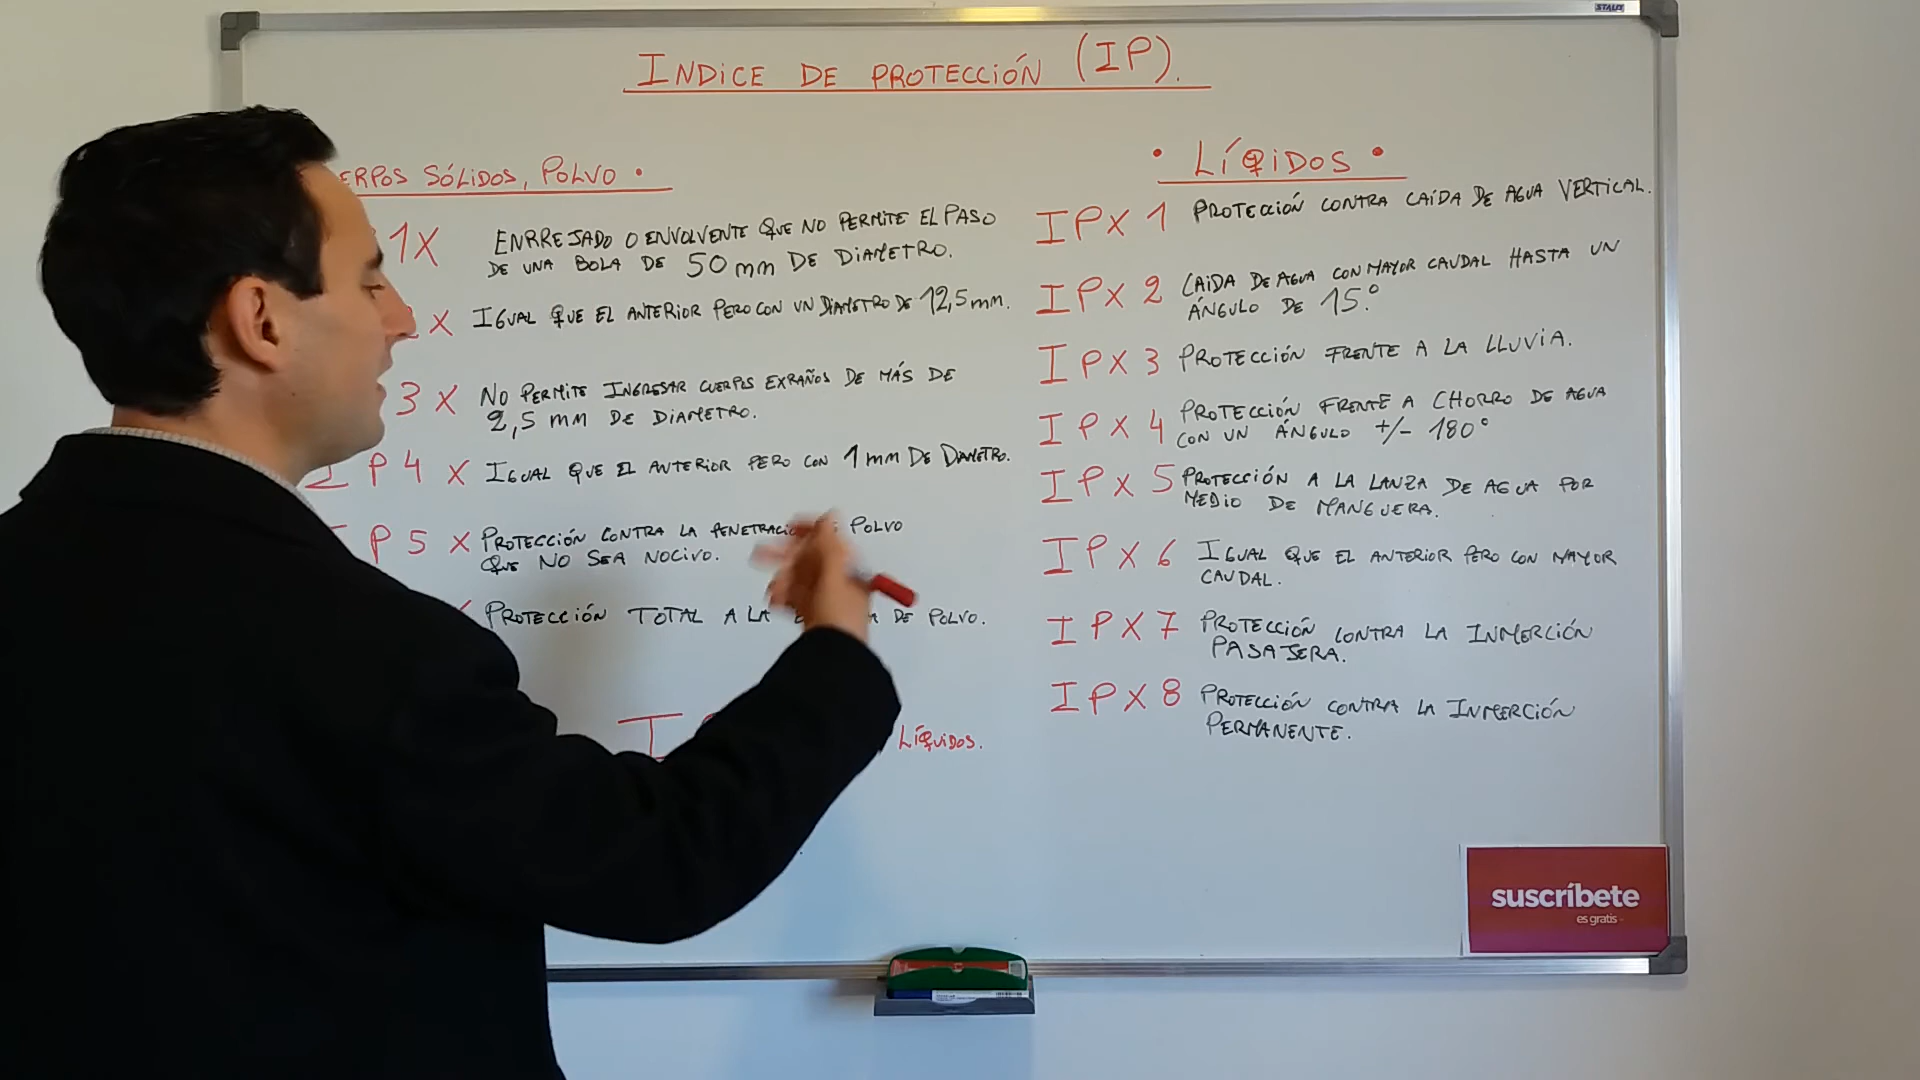 INDICE DE PROTECCIÓN (IP).
ERPOS SÓLIDOS, POLVO •
1X ENRREJADO O ENVOLVENTE QUE NO PERMITE EL PASO
DE UNA BOLA DE 50 mm DE DIAMETRO.
2 X IGUAL QUE EL ANTERIOR PERO CON UN DIAMETRO DE 12,5 mm.
3 X NO PERMITE INGRESAR CUERPOS EXRAÑOS DE MÁS DE
2,5 mm DE DIAMETRO.
I P 4 X IGUAL QUE EL ANTERIOR PERO CON 1 mm DE DIAMETRO.
I P 5 X PROTECCIÓN CONTRA LA PENETRACIO POLVO
QUE NO SEA NOCIVO.
PROTECCIÓN TOTAL A LA DE POLVO.
I LÍQUIDOS.
• LÍQIDOS •
IPX 1 PROTECCIÓN CONTRA CAÍDA DE AGUA VERTICAL.
IPX 2 CAIDA DE AGUA CON MAYOR CAUDAL HASTA UN
ÁNGULO DE 15.º
IPX 3 PROTECCIÓN FRENTE A LA LLUVIA.
IPX 4 PROTECCIÓN FRENTE A CHORRO DE AGUA
CON UN ÁNGULO +/- 180°
IPX 5 PROTECCIÓN A LA LANZA DE AGUA POR
MEDIO DE MANGUERA.
IPX 6 IGUAL QUE EL ANTERIOR PERO CON MAYOR
CAUDAL.
IPX 7 PROTECCIÓN CONTRA LA INMERCIÓN
PASAJERA.
IPX 8 PROTECCIÓN CONTRA LA INMERCIÓN
PERMANENTE.
suscríbete
es gratis
STALIS